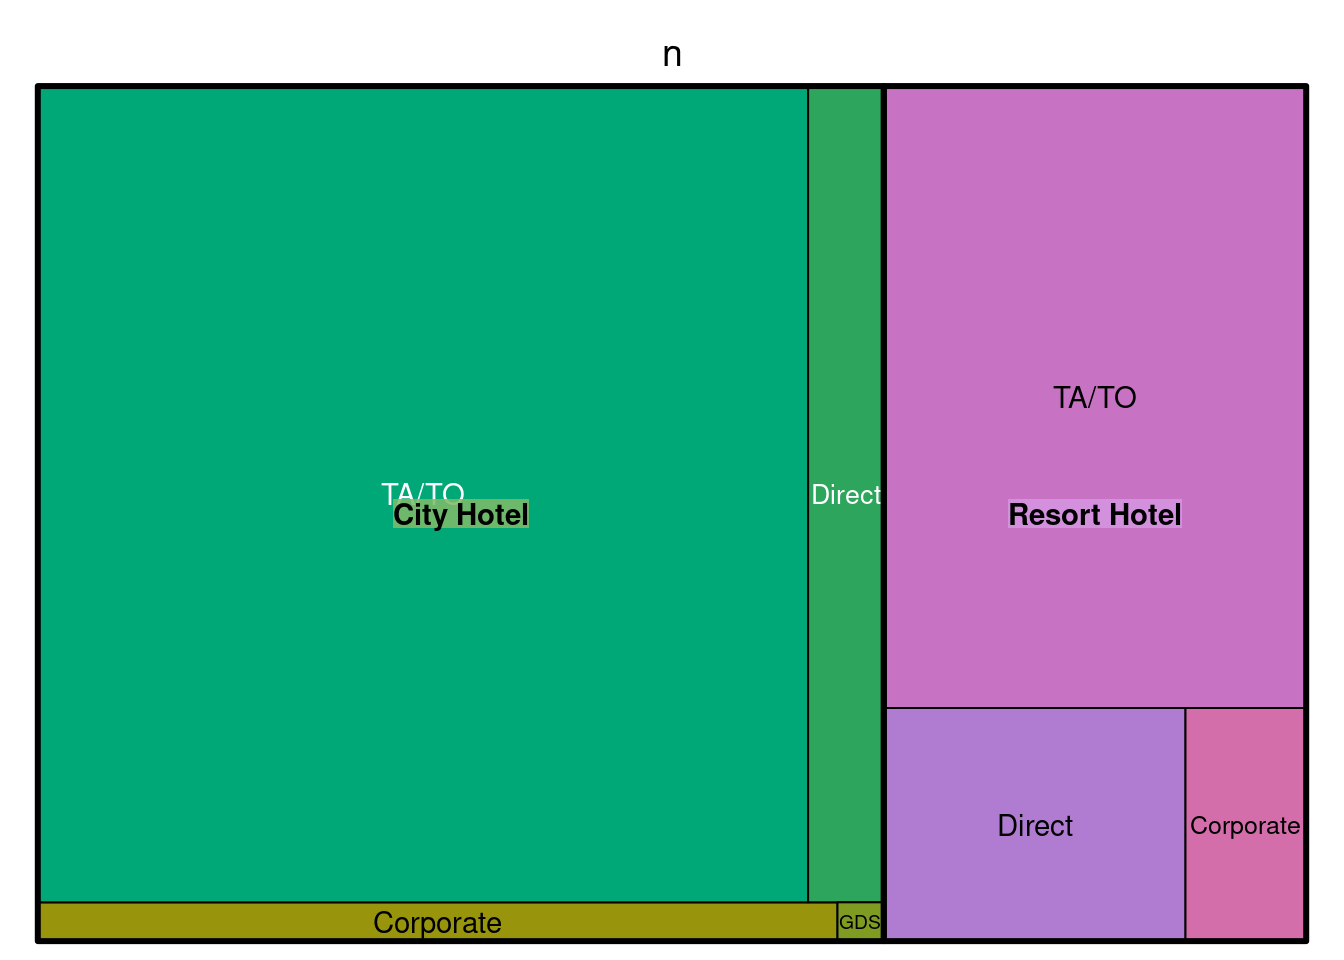 n
TA/TO
City Hotel
Direct
Corporate
GDS
TA/TO
Resort Hotel
Direct
Corporate